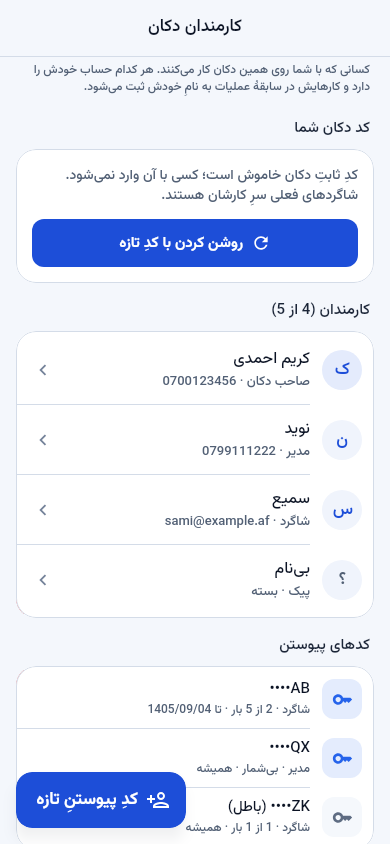 کارمندان دکان
کسانی که با شما روی همین دکان کار می‌کنند. هر کدام حساب خودش را
دارد و کارهایش در سابقهٔ عملیات به نامِ خودش ثبت می‌شود.
کد دکان شما
کدِ ثابتِ دکان خاموش است؛ کسی با آن وارد نمی‌شود.
شاگردهای فعلی سرِ کارشان هستند.
روشن کردن با کدِ تازه
کارمندان (4 از 5)
ک
کریم احمدی
صاحب دکان · 0700123456
ن
نوید
مدیر · 0799111222
س
سمیع
شاگرد · sami@example.af
؟
بی‌نام
پیک · بسته
کدهای پیوستن
••••AB
شاگرد · 2 از 5 بار · تا 1405/09/04
••••QX
مدیر · بی‌شمار · همیشه
••••ZK (باطل)
شاگرد · 1 از 1 بار · همیشه
کدِ پیوستنِ تازه